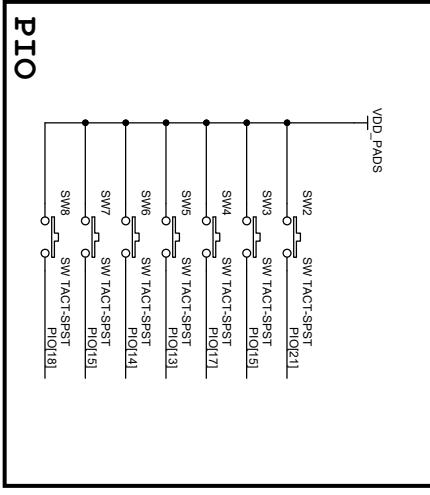 PIO
VDD_PADS
SW2
SW TACT-SPST
PIO[21]
SW3
SW TACT-SPST
PIO[15]
SW4
SW TACT-SPST
PIO[17]
SW5
SW TACT-SPST
PIO[13]
SW6
SW TACT-SPST
PIO[14]
SW7
SW TACT-SPST
PIO[15]
SW8
SW TACT-SPST
PIO[18]